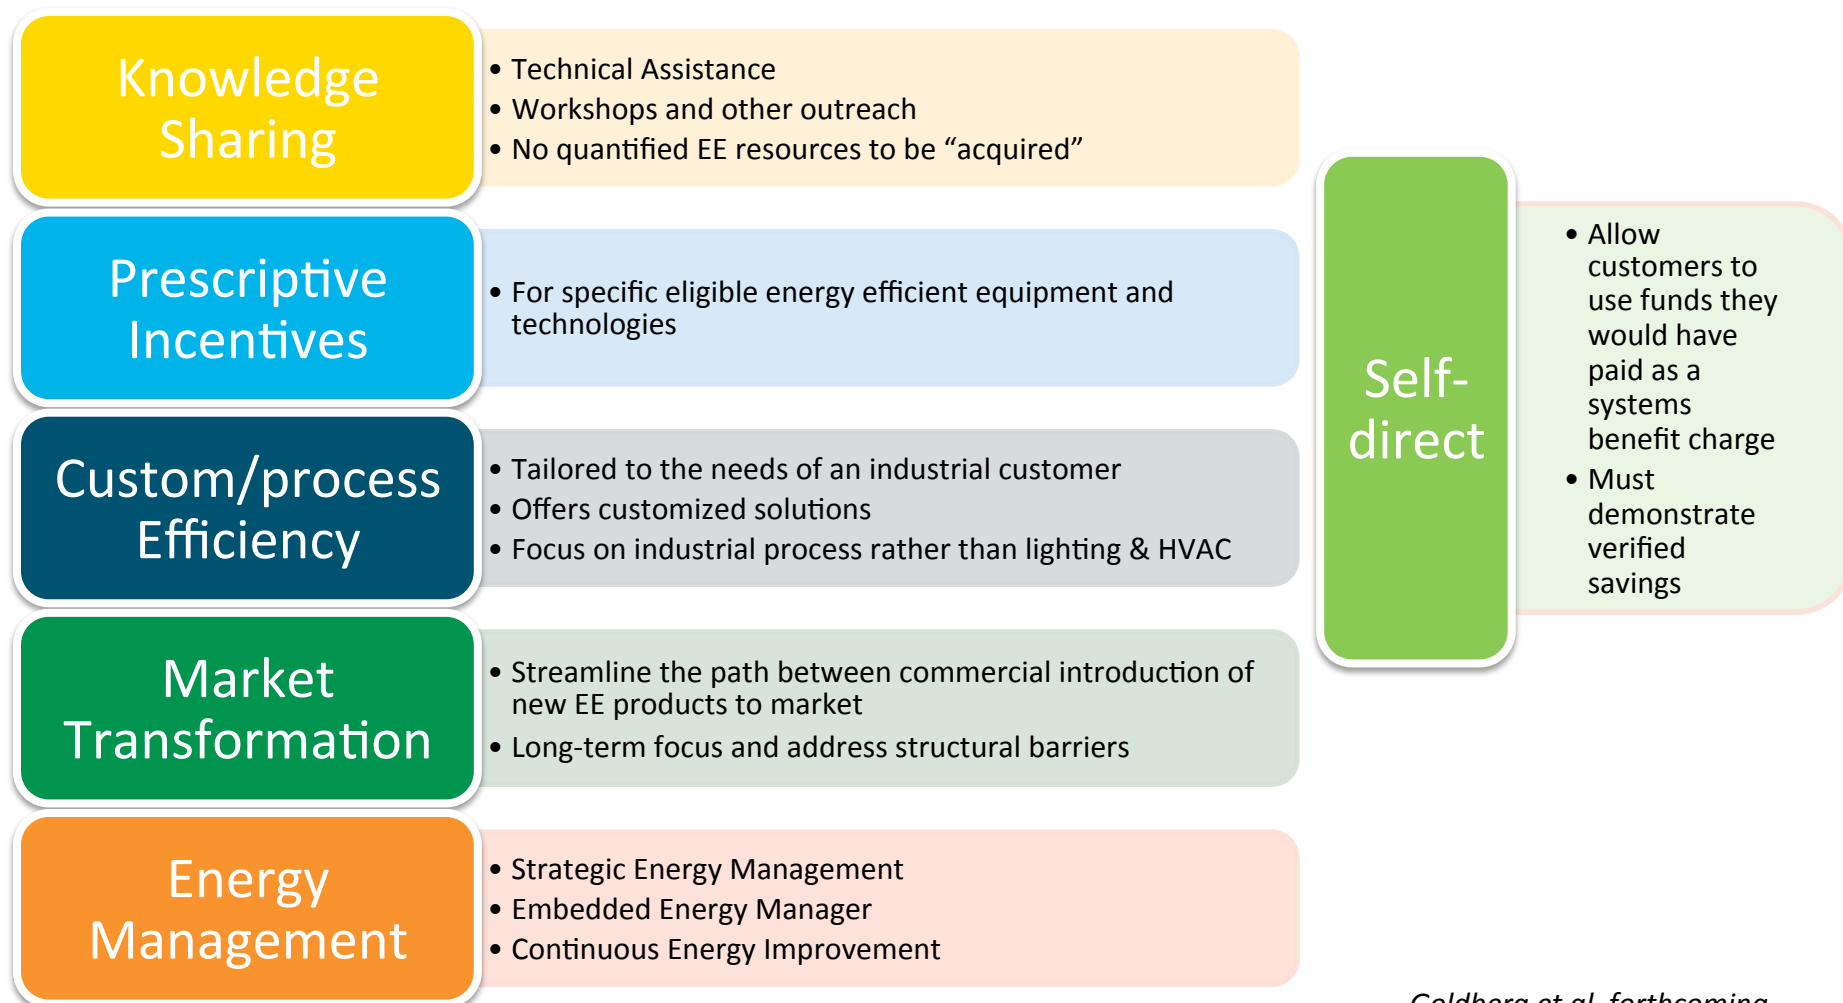 Knowledge
Sharing
• Technical Assistance
• Workshops and other outreach
• No quantified EE resources to be “acquired”
Prescriptive
Incentives
• For specific eligible energy efficient equipment and
technologies
Custom/process
Efficiency
• Tailored to the needs of an industrial customer
• Offers customized solutions
• Focus on industrial process rather than lighting & HVAC
Market
Transformation
• Streamline the path between commercial introduction of
new EE products to market
• Long-term focus and address structural barriers
Energy
Management
• Strategic Energy Management
• Embedded Energy Manager
• Continuous Energy Improvement
Self-
direct
• Allow
customers to
use funds they
would have
paid as a
systems
benefit charge
• Must
demonstrate
verified
savings
Goldberg et al. forthcoming